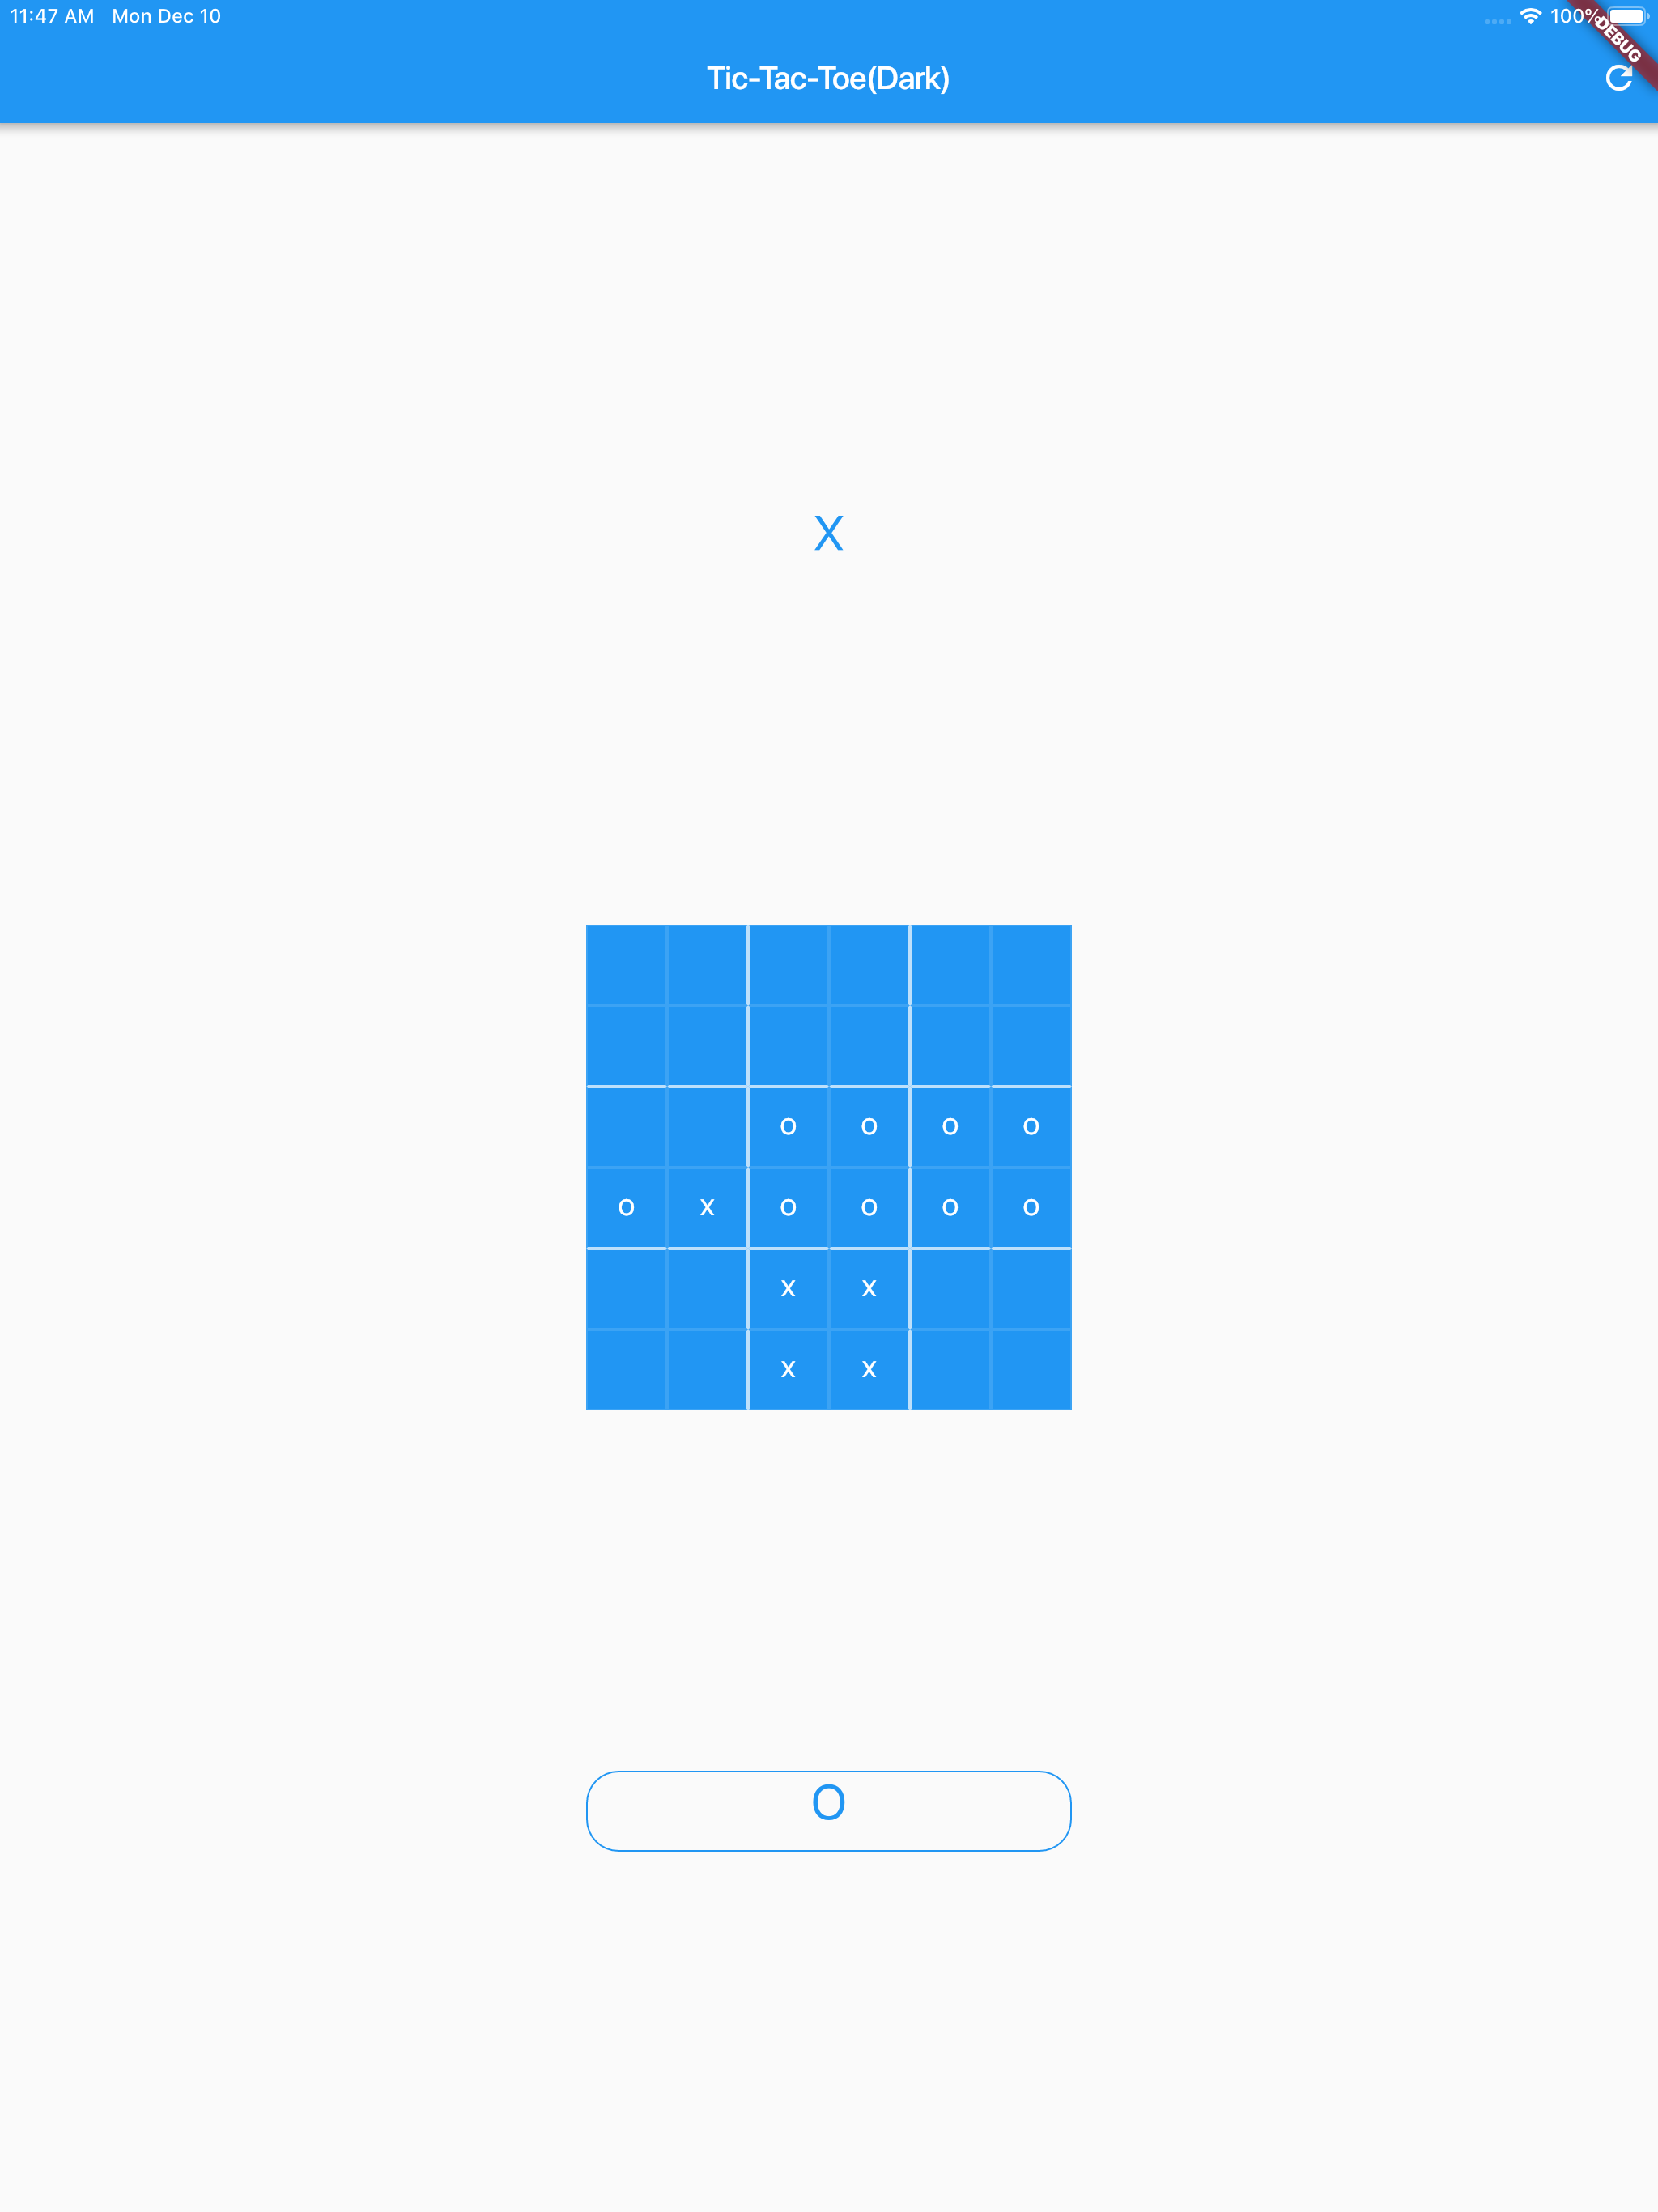 11:47 AM Mon Dec 10
100%
DEBUG
Tic-Tac-Toe(Dark)
X
O O O O
O X O O O O
X X
X X
O